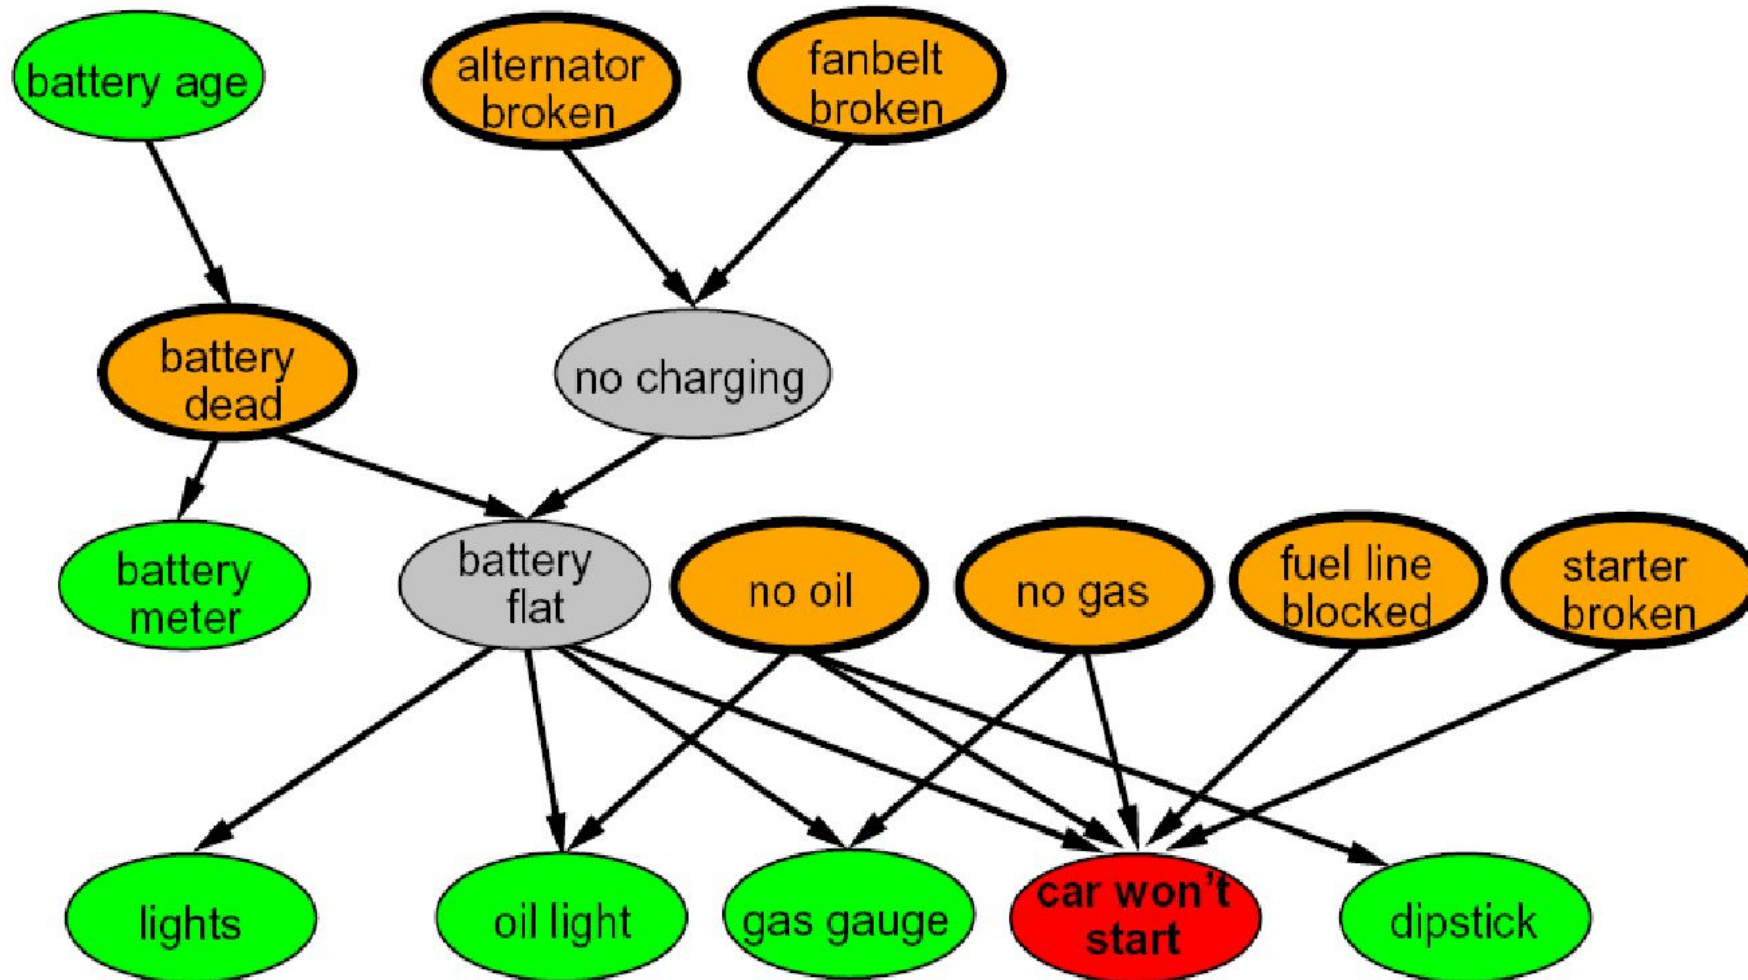 battery age
alternator
broken
fanbelt
broken
battery
dead
no charging
battery
meter
battery
flat
no oil
no gas
fuel line
blocked
starter
broken
lights
oil light
gas gauge
car won't
start
dipstick